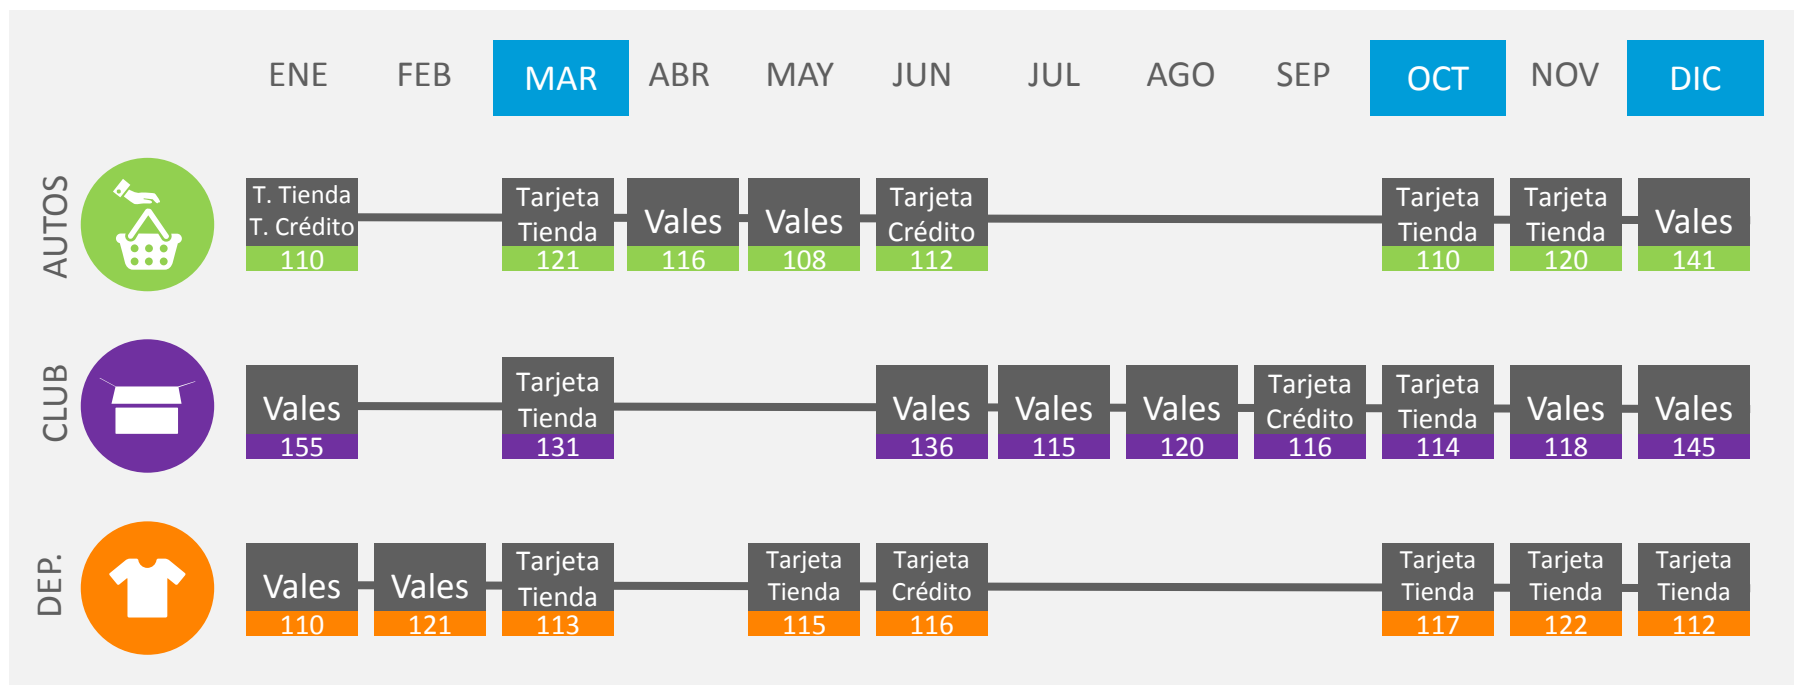 ENE FEB MAR ABR MAY JUN JUL AGO SEP OCT NOV DIC
AUTOS
T. Tienda
T. Crédito
110
Tarjeta
Tienda
121
Vales
116
Vales
108
Tarjeta
Crédito
112
Tarjeta
Tienda
110
Tarjeta
Tienda
120
Vales
141
CLUB
Vales
155
Tarjeta
Tienda
131
Vales
136
Vales
115
Vales
120
Tarjeta
Crédito
116
Tarjeta
Tienda
114
Vales
118
Vales
145
DEP.
Vales
110
Vales
121
Tarjeta
Tienda
113
Tarjeta
Tienda
115
Tarjeta
Crédito
116
Tarjeta
Tienda
117
Tarjeta
Tienda
122
Tarjeta
Tienda
112